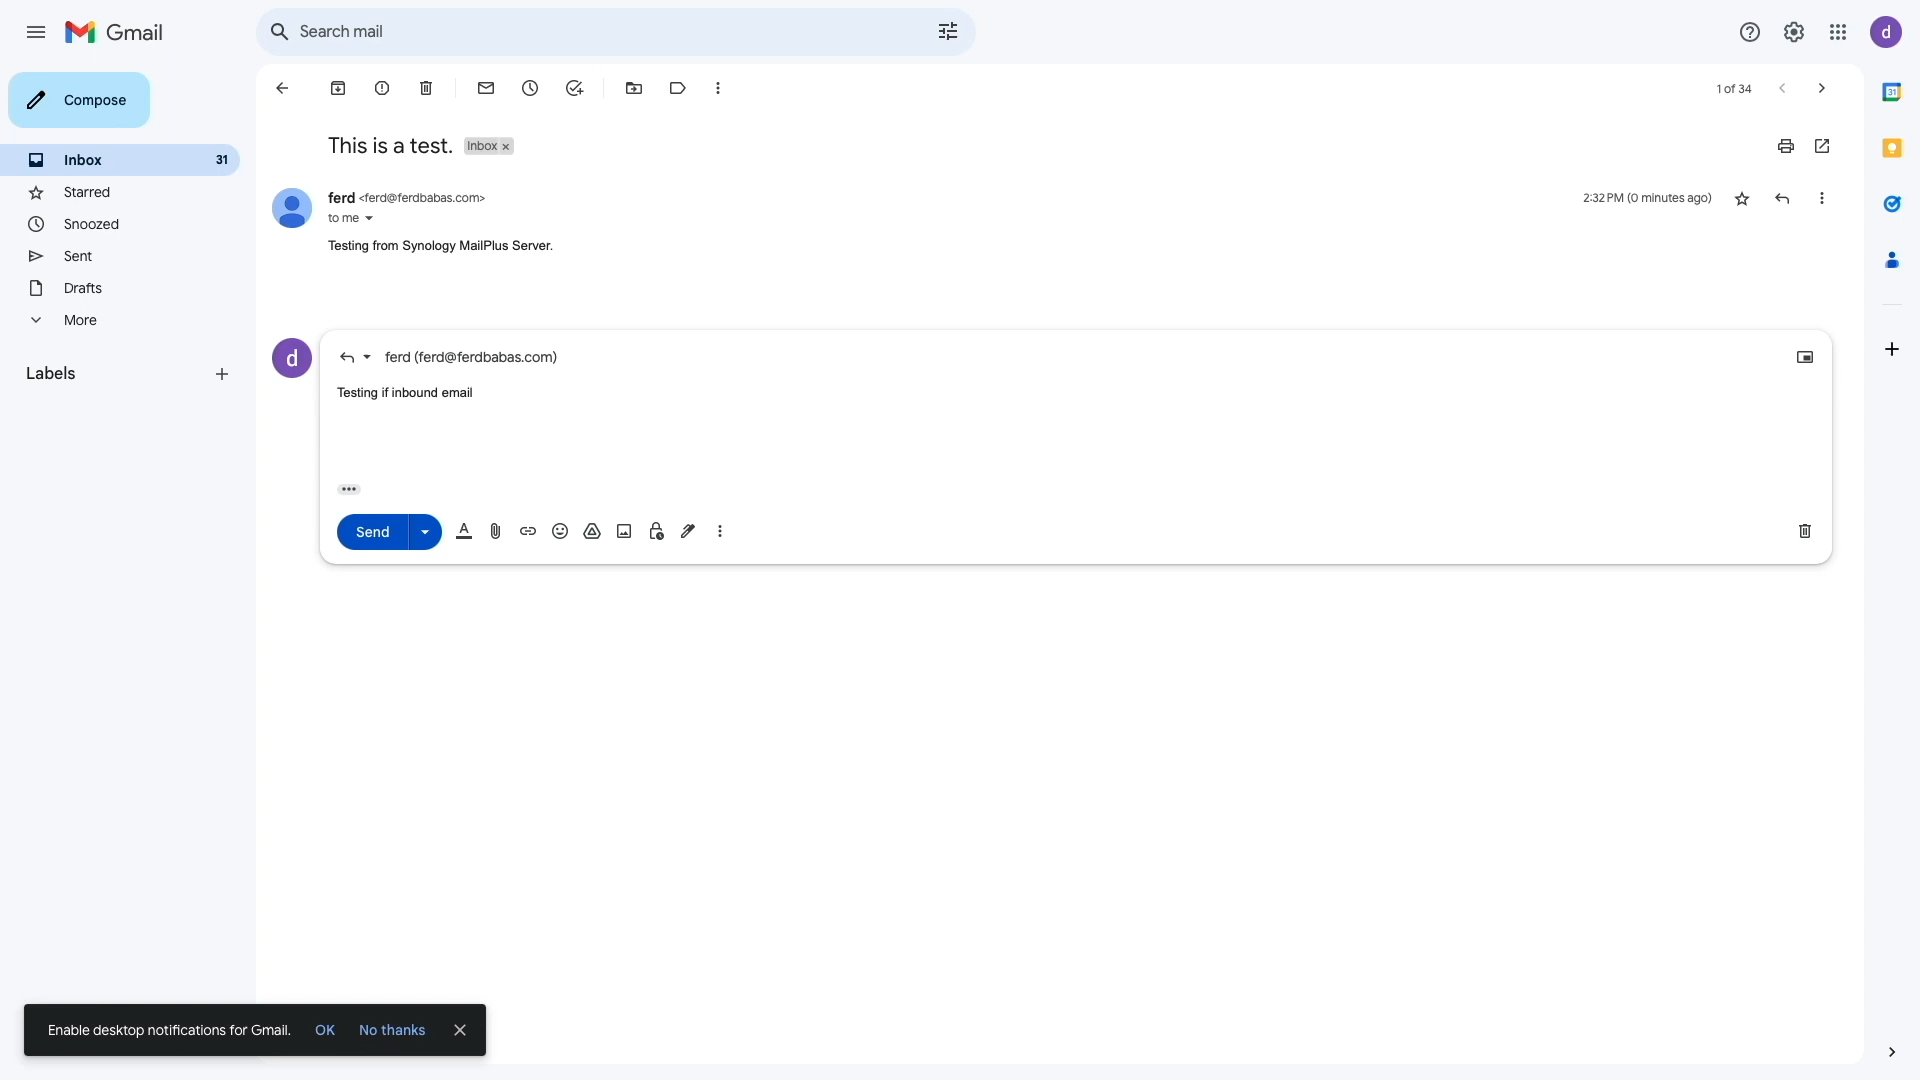 Gmail
Search mail
d
Compose
1 of 34
31
Inbox 31
This is a test. Inbox ×
Starred
ferd <ferd@ferdbabas.com>
2:32 PM (0 minutes ago)
to me
Snoozed
Testing from Synology MailPlus Server.
Sent
Drafts
More
d
ferd (ferd@ferdbabas.com)
Labels
Testing if inbound email
Send
Enable desktop notifications for Gmail. OK No thanks